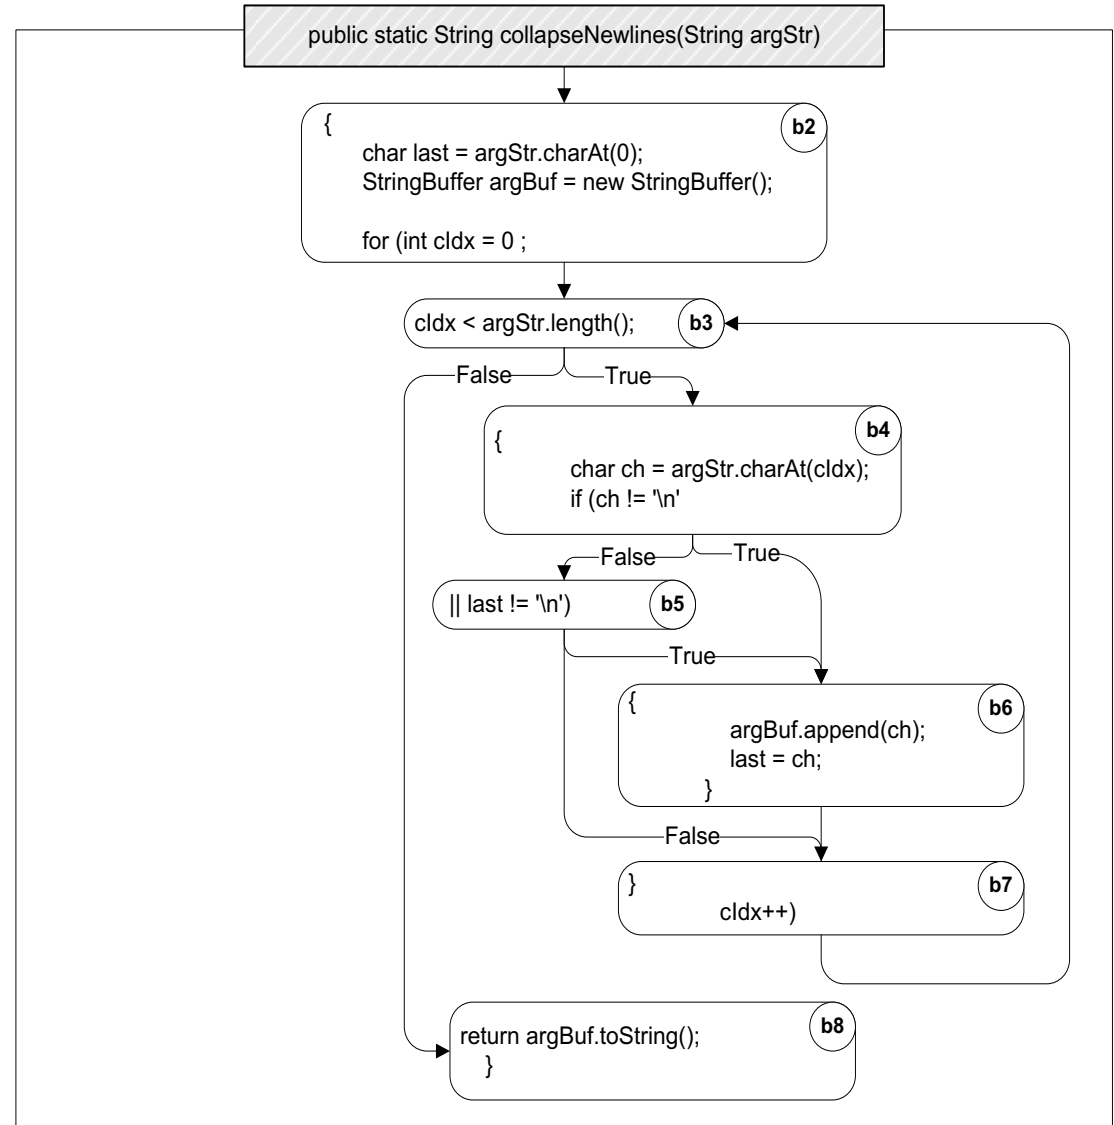 public static String collapseNewlines(String argStr)
{
b2
char last = argStr.charAt(0);
StringBuffer argBuf = new StringBuffer();
for (int cIdx = 0 ;
cIdx < argStr.length();
b3
False
True
{
b4
char ch = argStr.charAt(cIdx);
if (ch != '\n'
False
True
|| last != '\n')
b5
True
{
b6
argBuf.append(ch);
last = ch;
}
False
}
b7
cIdx++)
return argBuf.toString();
b8
}